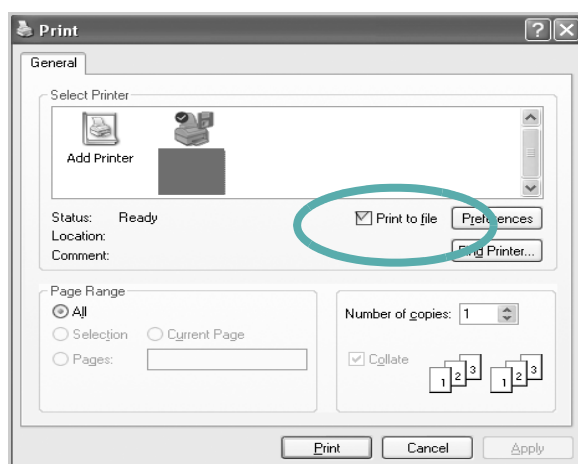 Print
General
Select Printer
Add Printer
Status: Ready
Print to file
Preferences
Location:
Comment:
Find Printer...
Page Range
All
Selection Current Page
Pages:
Number of copies: 1
Collate
1 2 3 1 2 3
Print Cancel Apply